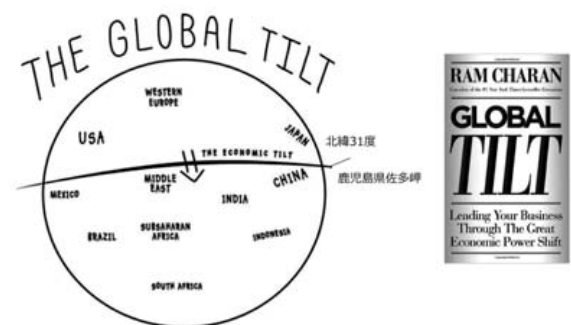 THE GLOBAL TILT
WESTERN
EUROPE
USA
JAPAN
北緯31度
THE ECONOMIC TILT
鹿児島県佐多岬
MEXICO
MIDDLE
EAST
INDIA
CHINA
BRAZIL
SUBSAHARAN
AFRICA
INDONESIA
SOUTH AFRICA
RAM CHARAN
GLOBAL
TILT
Leading Your Business
Through The Great
Economic Power Shift